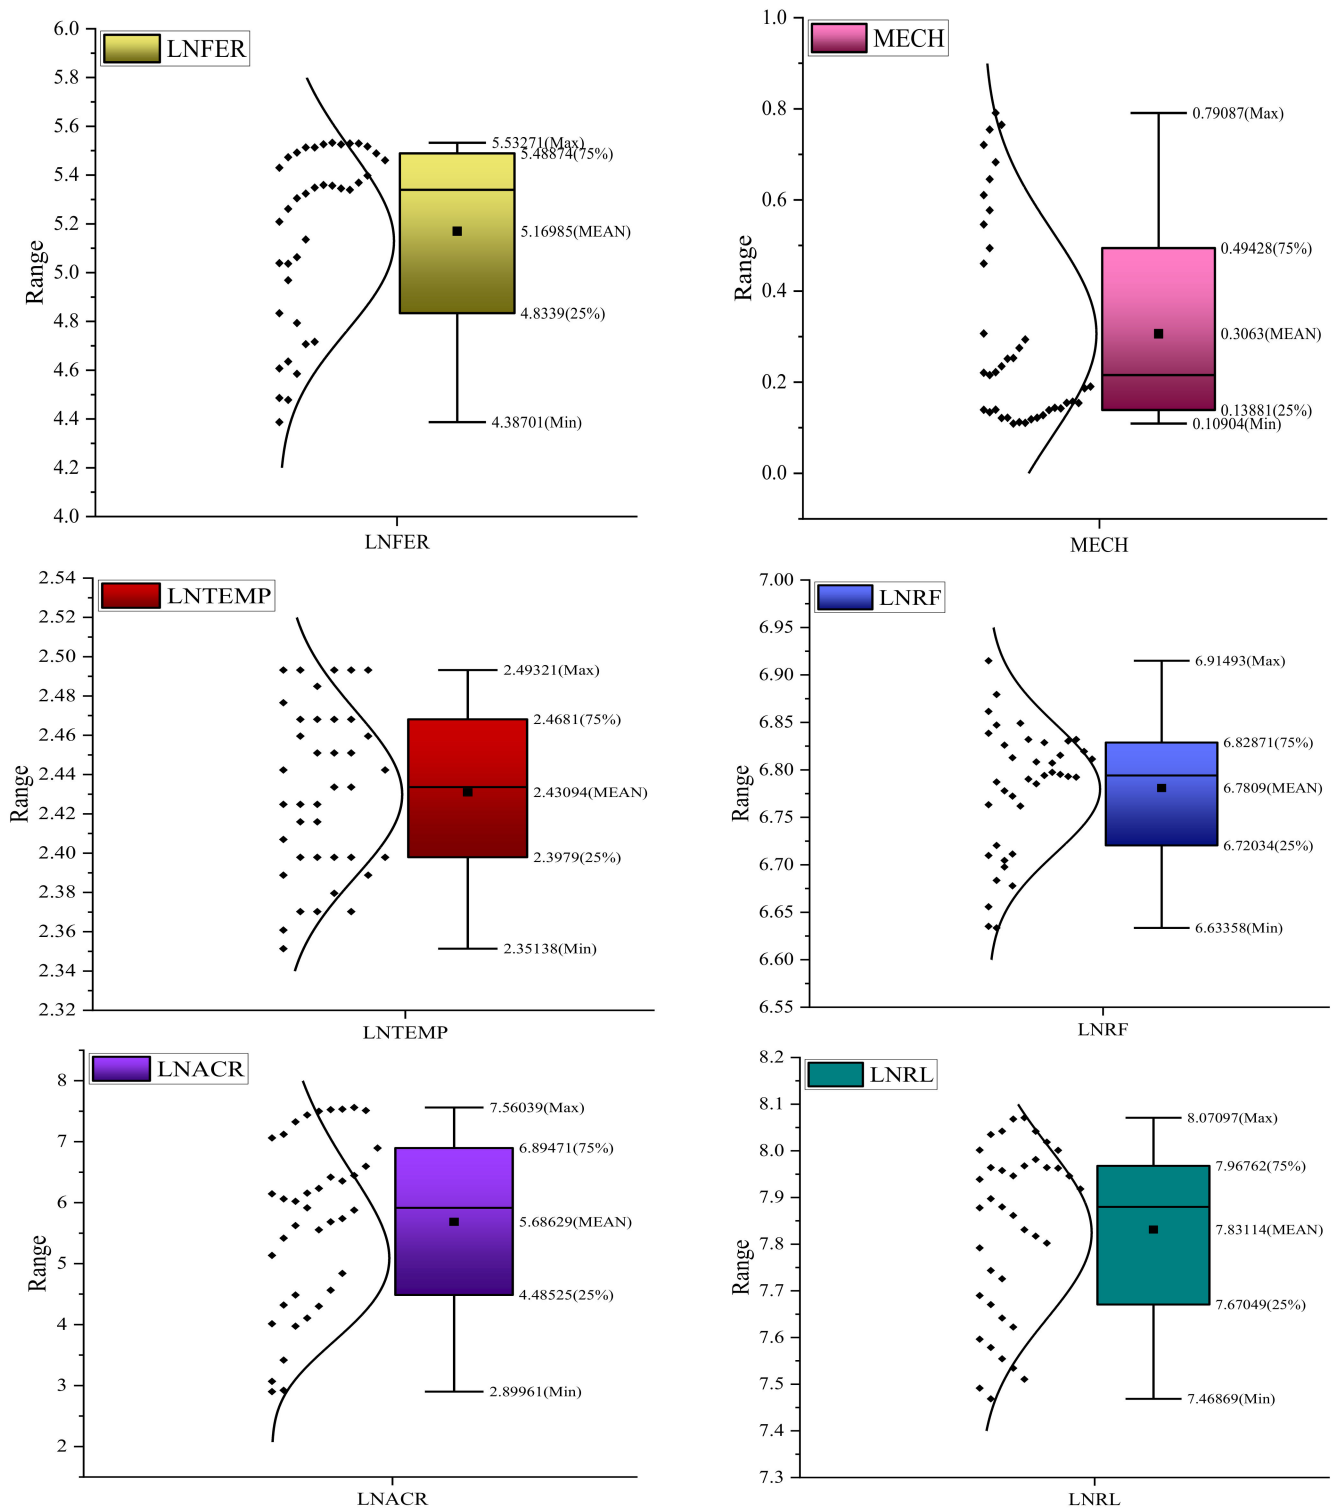 LNFER
6.0
5.8
5.6
5.4
5.2
5.0
4.8
4.6
4.4
4.2
4.0
Range
5.53271(Max)
5.48874(75%)
5.16985(MEAN)
4.8339(25%)
4.38701(Min)
LNFER
MECH
1.0
0.8
0.6
0.4
0.2
0.0
Range
0.79087(Max)
0.49428(75%)
0.3063(MEAN)
0.13881(25%)
0.10904(Min)
MECH
LNTEMP
2.54
2.52
2.50
2.48
2.46
2.44
2.42
2.40
2.38
2.36
2.34
2.32
Range
2.49321(Max)
2.4681(75%)
2.43094(MEAN)
2.3979(25%)
2.35138(Min)
LNTEMP
LNRF
7.00
6.95
6.90
6.85
6.80
6.75
6.70
6.65
6.60
6.55
Range
6.91493(Max)
6.82871(75%)
6.7809(MEAN)
6.72034(25%)
6.63358(Min)
LNRF
LNACR
8
7
6
5
4
3
2
Range
7.56039(Max)
6.89471(75%)
5.68629(MEAN)
4.48525(25%)
2.89961(Min)
LNACR
LNRL
8.2
8.1
8.0
7.9
7.8
7.7
7.6
7.5
7.4
7.3
Range
8.07097(Max)
7.96762(75%)
7.83114(MEAN)
7.67049(25%)
7.46869(Min)
LNRL